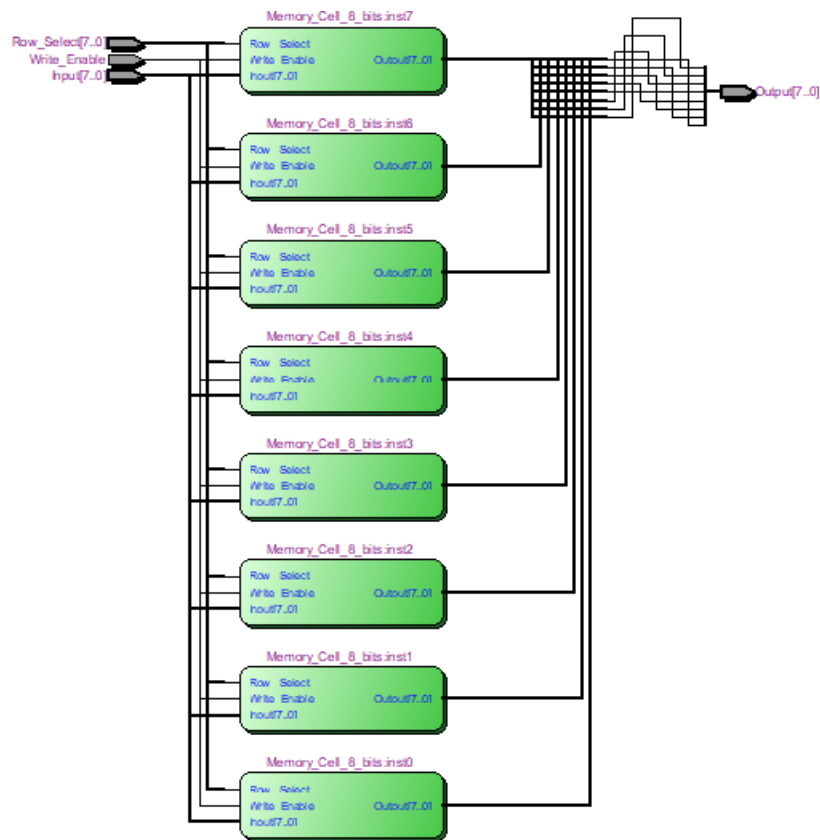 Memory_Cell_8_bits:inst7
Row_Select[7..0]
Write_Enable
Input[7..0]
Row Select
Write Enable
Input[7..0]
Output[7..0]
Output[7..0]
Memory_Cell_8_bits:inst6
Row Select
Write Enable
Input[7..0]
Output[7..0]
Memory_Cell_8_bits:inst5
Row Select
Write Enable
Input[7..0]
Output[7..0]
Memory_Cell_8_bits:inst4
Row Select
Write Enable
Input[7..0]
Output[7..0]
Memory_Cell_8_bits:inst3
Row Select
Write Enable
Input[7..0]
Output[7..0]
Memory_Cell_8_bits:inst2
Row Select
Write Enable
Input[7..0]
Output[7..0]
Memory_Cell_8_bits:inst1
Row Select
Write Enable
Input[7..0]
Output[7..0]
Memory_Cell_8_bits:inst0
Row Select
Write Enable
Input[7..0]
Output[7..0]